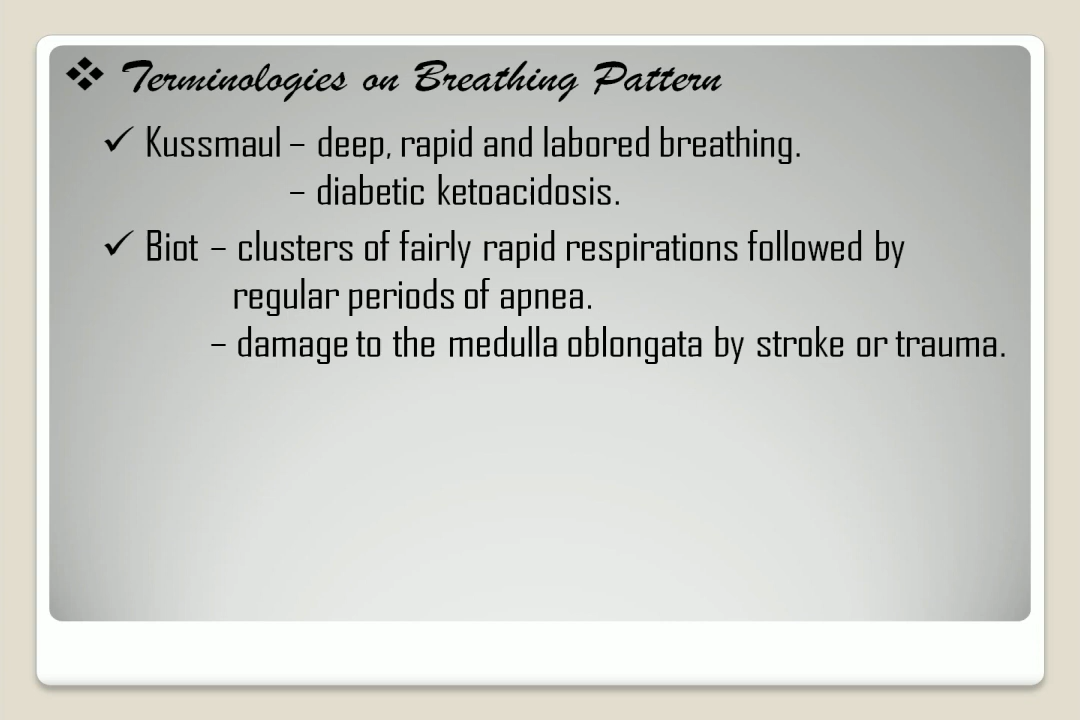 ❖ Terminologies on Breathing Pattern
✓ Kussmaul – deep, rapid and labored breathing.
– diabetic ketoacidosis.
✓ Biot – clusters of fairly rapid respirations followed by
regular periods of apnea.
– damage to the medulla oblongata by stroke or trauma.